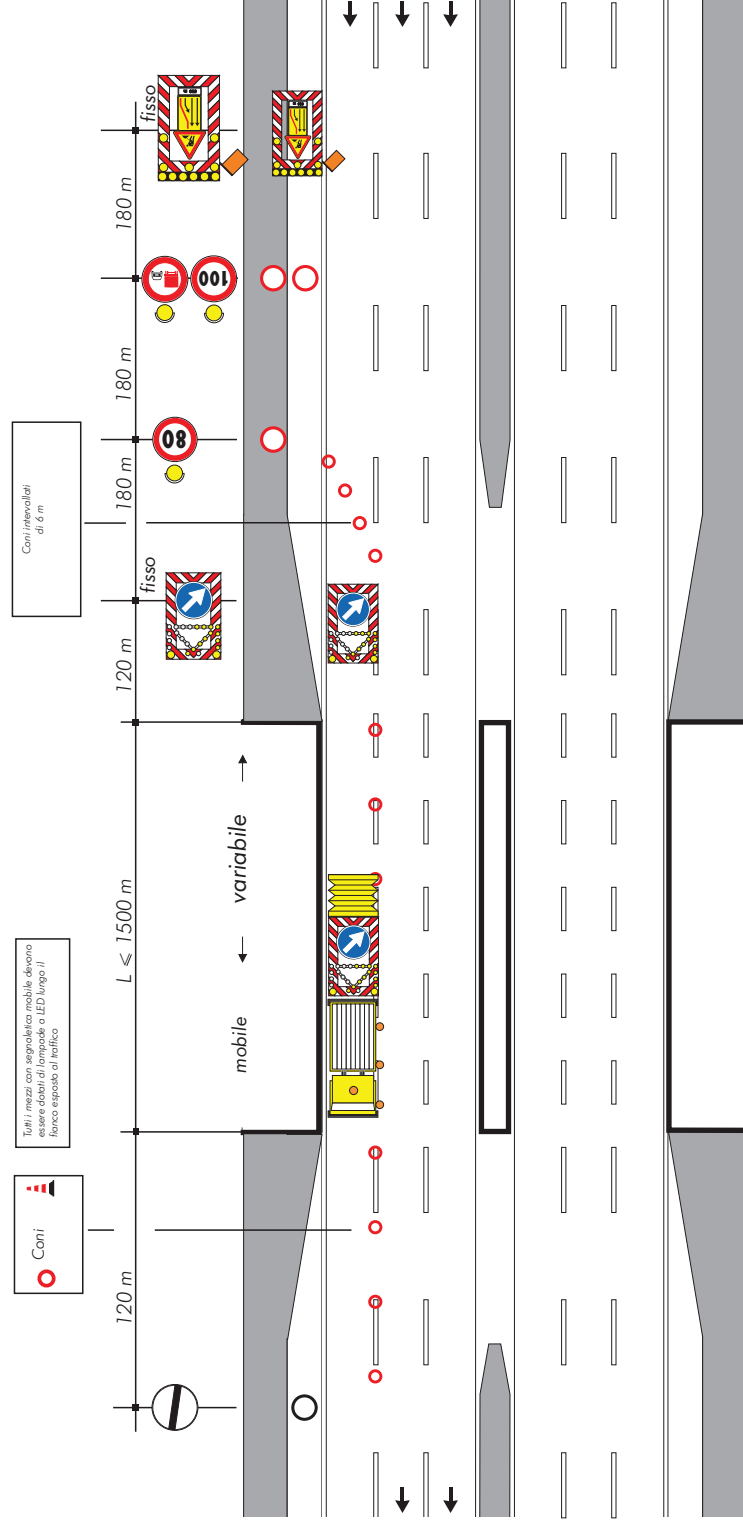 fisso
180 m
100
180 m
80
180 m
fisso
120 m
Coni intervallati
di 6 m
L ⩽ 1500 m
variabile
mobile
Tutti i mezzi con segnaletica mobile devono
essere dotati di lampade a LED lungo il
fianco esposto al traffico
Coni
120 m